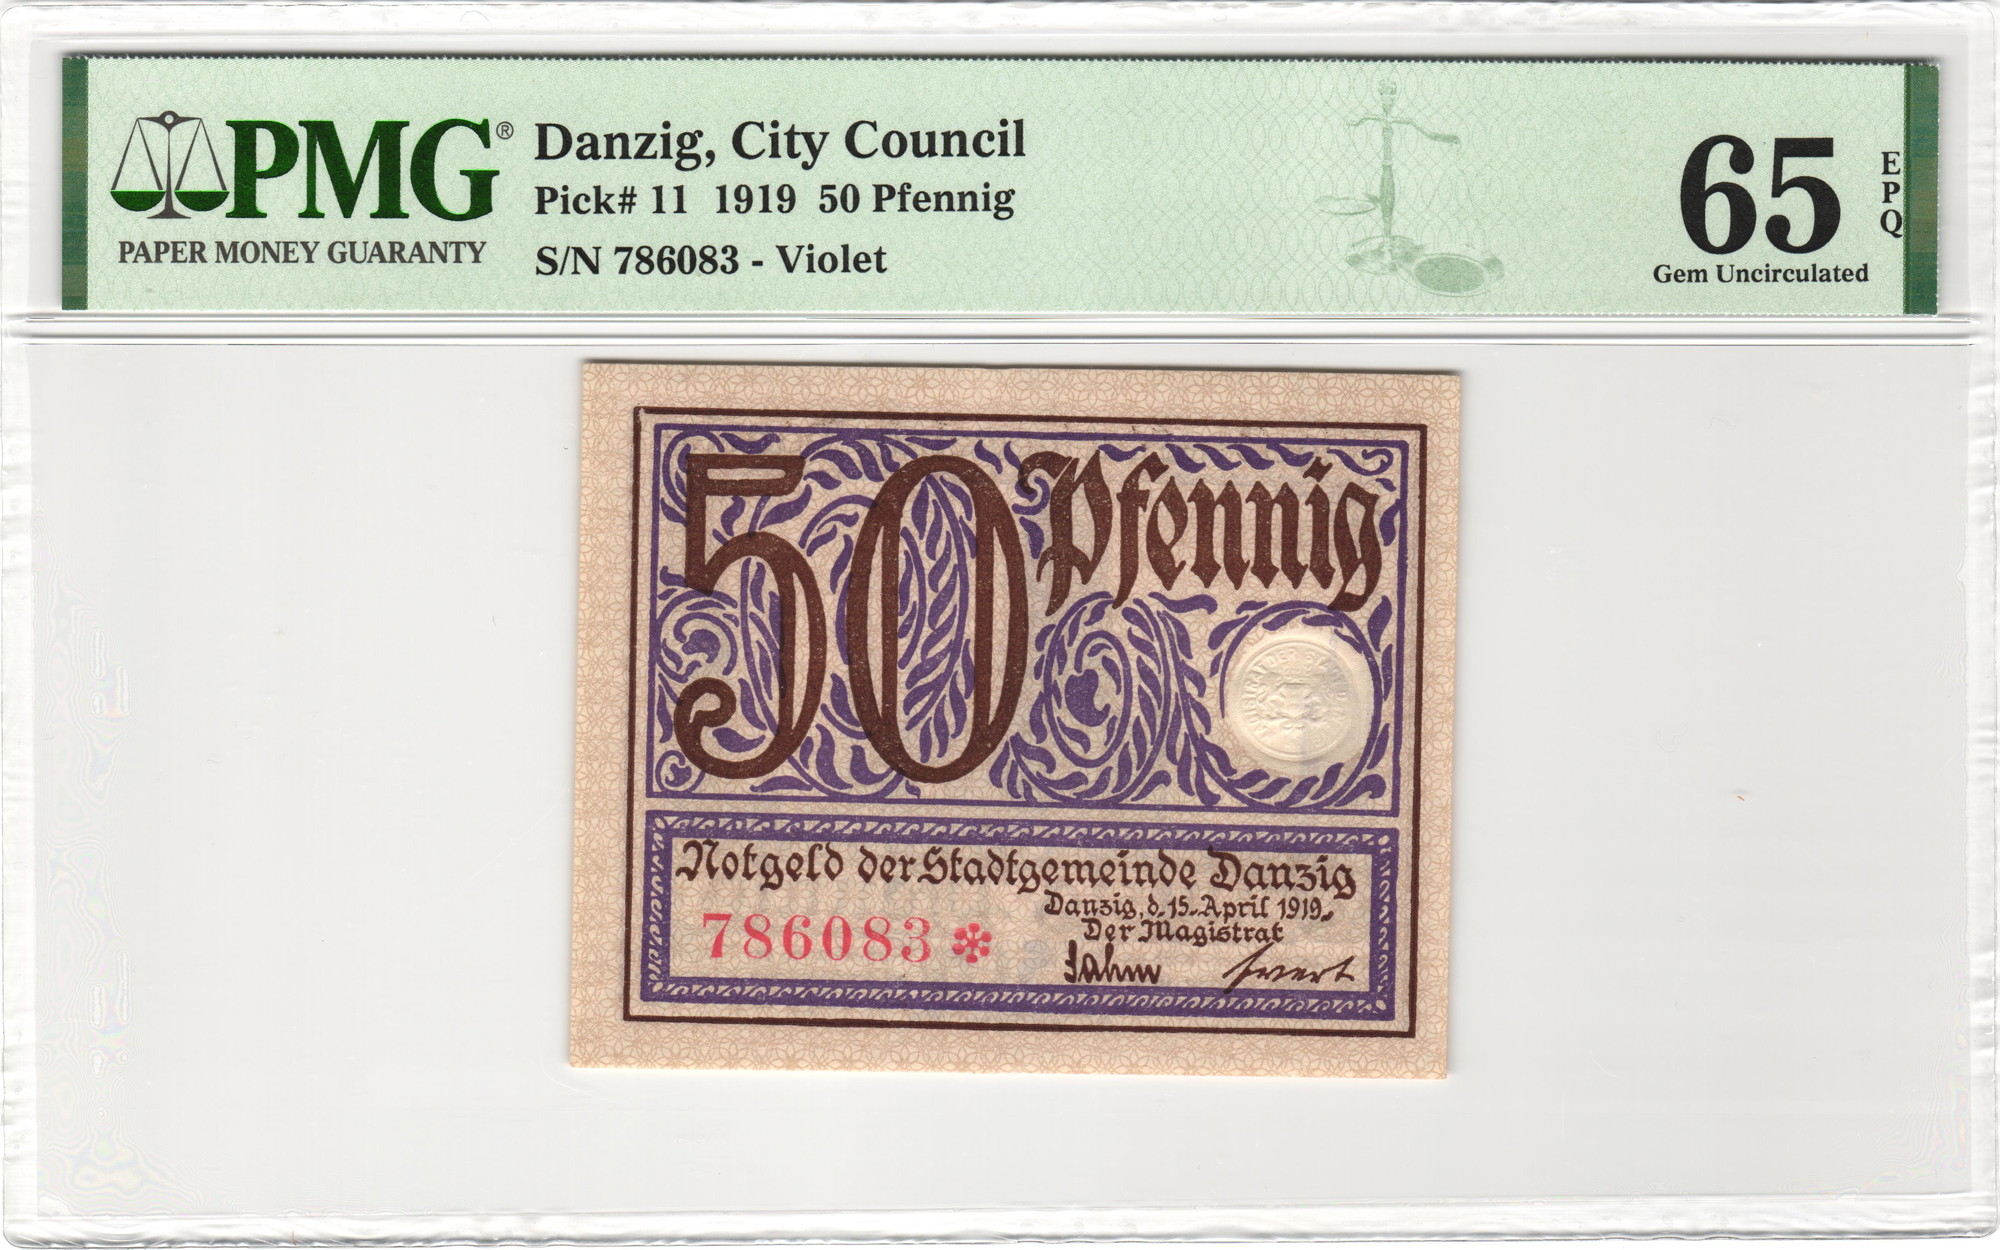 PMG®
PAPER MONEY GUARANTY
Danzig, City Council
Pick# 11 1919 50 Pfennig
S/N 786083 - Violet
65
EPQ
Gem Uncirculated
50 Pfennig
Notgeld der Stadtgemeinde Danzig
Danzig, d. 15. April 1919.
Der Magistrat
786083 *
Sahm